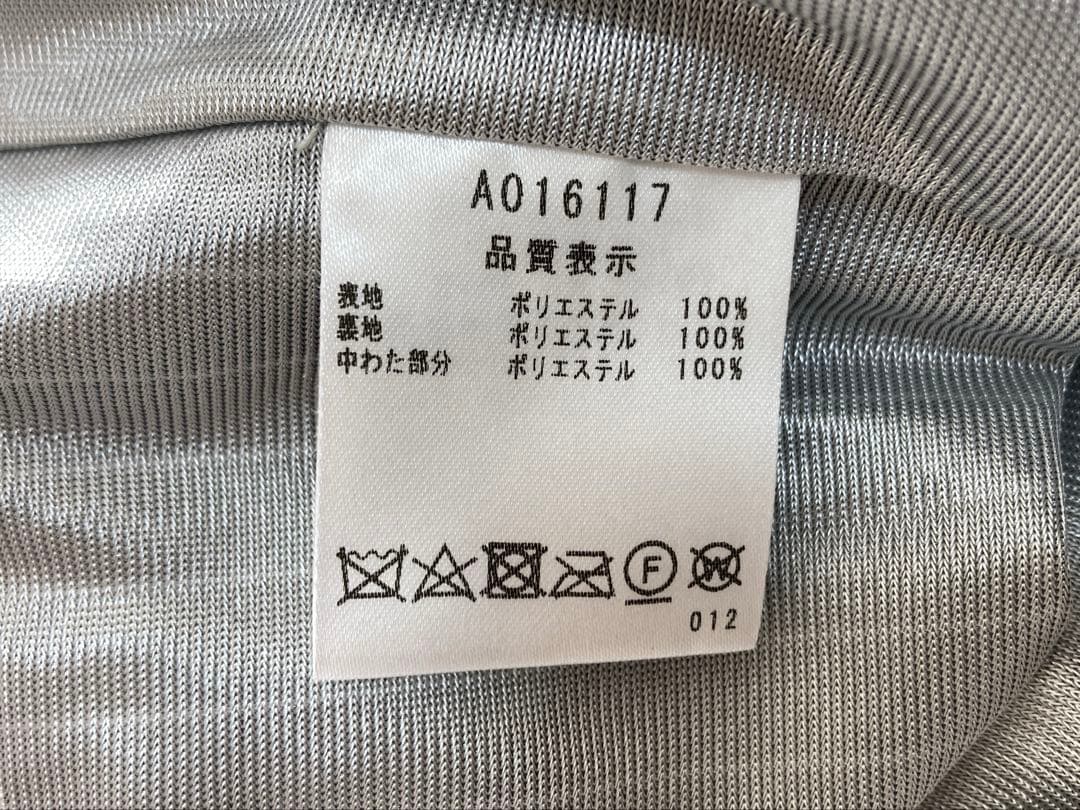 A016117
品質表示
表地 ポリエステル 100%
裏地 ポリエステル 100%
中わた部分 ポリエステル 100%
F W
012